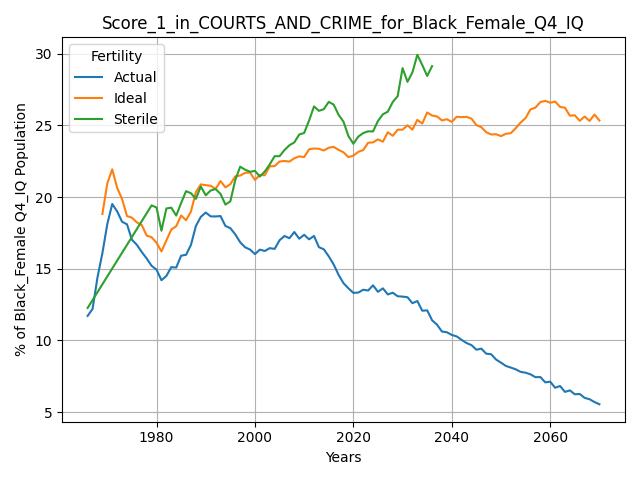 Score_1_in_COURTS_AND_CRIME_for_Black_Female_Q4_IQ
Fertility
Actual
Ideal
Sterile
% of Black_Female Q4_IQ Population
30
25
20
15
10
5
1980
2000
2020
2040
2060
Years